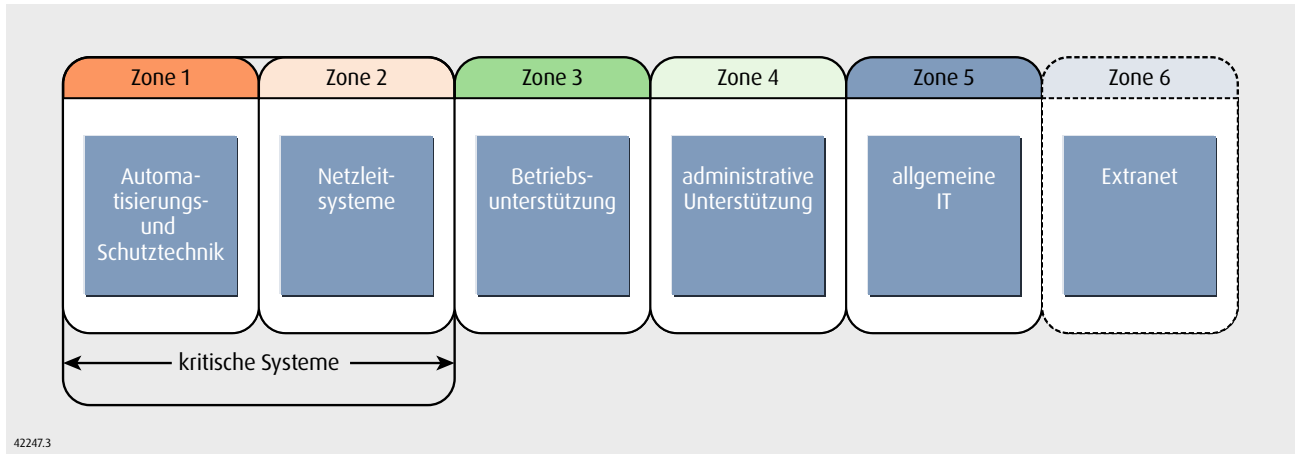 Zone 1
Zone 2
Zone 3
Zone 4
Zone 5
Zone 6
Automa-
tisierungs-
und
Schutztechnik
Netzleit-
systeme
Betriebs-
unterstützung
administrative
Unterstützung
allgemeine
IT
Extranet
kritische Systeme
42247.3